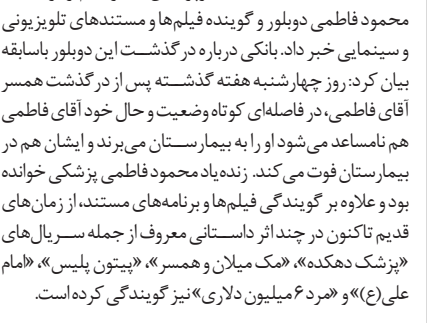 محمود فاطمی دوبلور و گوینده فیلم‌ها و مستندهای تلویزیونی
و سینمایی خبر داد. بانکی درباره درگذشت این دوبلور باسابقه
بیان کرد: روز چهارشنبه هفته گذشته پس از درگذشت همسر
آقای فاطمی، در فاصله‌ای کوتاه وضعیت و حال خود آقای فاطمی
هم نامساعد می‌شود او را به بیمارستان می‌برند و ایشان هم در
بیمارستان فوت می‌کند. زنده‌یاد محمود فاطمی پزشکی خوانده
بود و علاوه بر گویندگی فیلم‌ها و برنامه‌های مستند، از زمان‌های
قدیم تاکنون در چند اثر داستانی معروف از جمله سریال‌های
«پزشک دهکده»، «مک میلان و همسر»، «پیتون پلیس»، «امام
علی(ع)» و «مرد ۶ میلیون دلاری» نیز گویندگی کرده است.